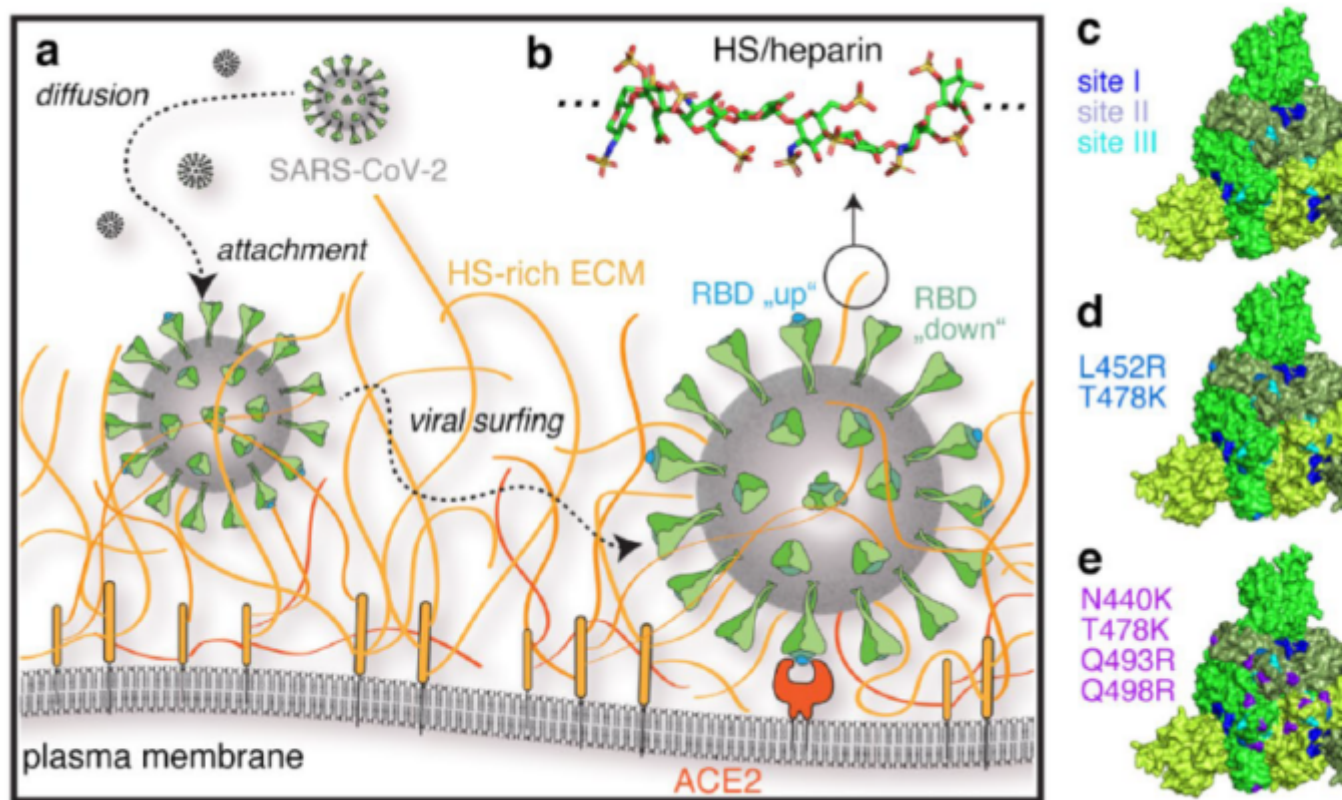 a
diffusion
SARS-CoV-2
attachment
HS-rich ECM
viral surfing
plasma membrane
ACE2
b
HS/heparin
RBD „up“
RBD
„down“
c
site I
site II
site III
d
L452R
T478K
e
N440K
T478K
Q493R
Q498R